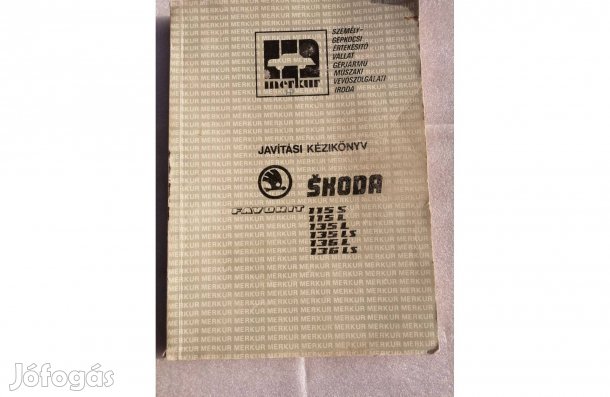 merkur
SZEMÉLY-
GÉPKOCSI
ÉRTÉKESÍTŐ
VÁLLAT
GÉPJÁRMŰ
MŰSZAKI
VEVŐSZOLGÁLATI
IRODA
JAVÍTÁSI KÉZIKÖNYV
ŠKODA
FAVORIT 115 S
115 L
135 L
135 LS
136 L
136 LS
Jófogás